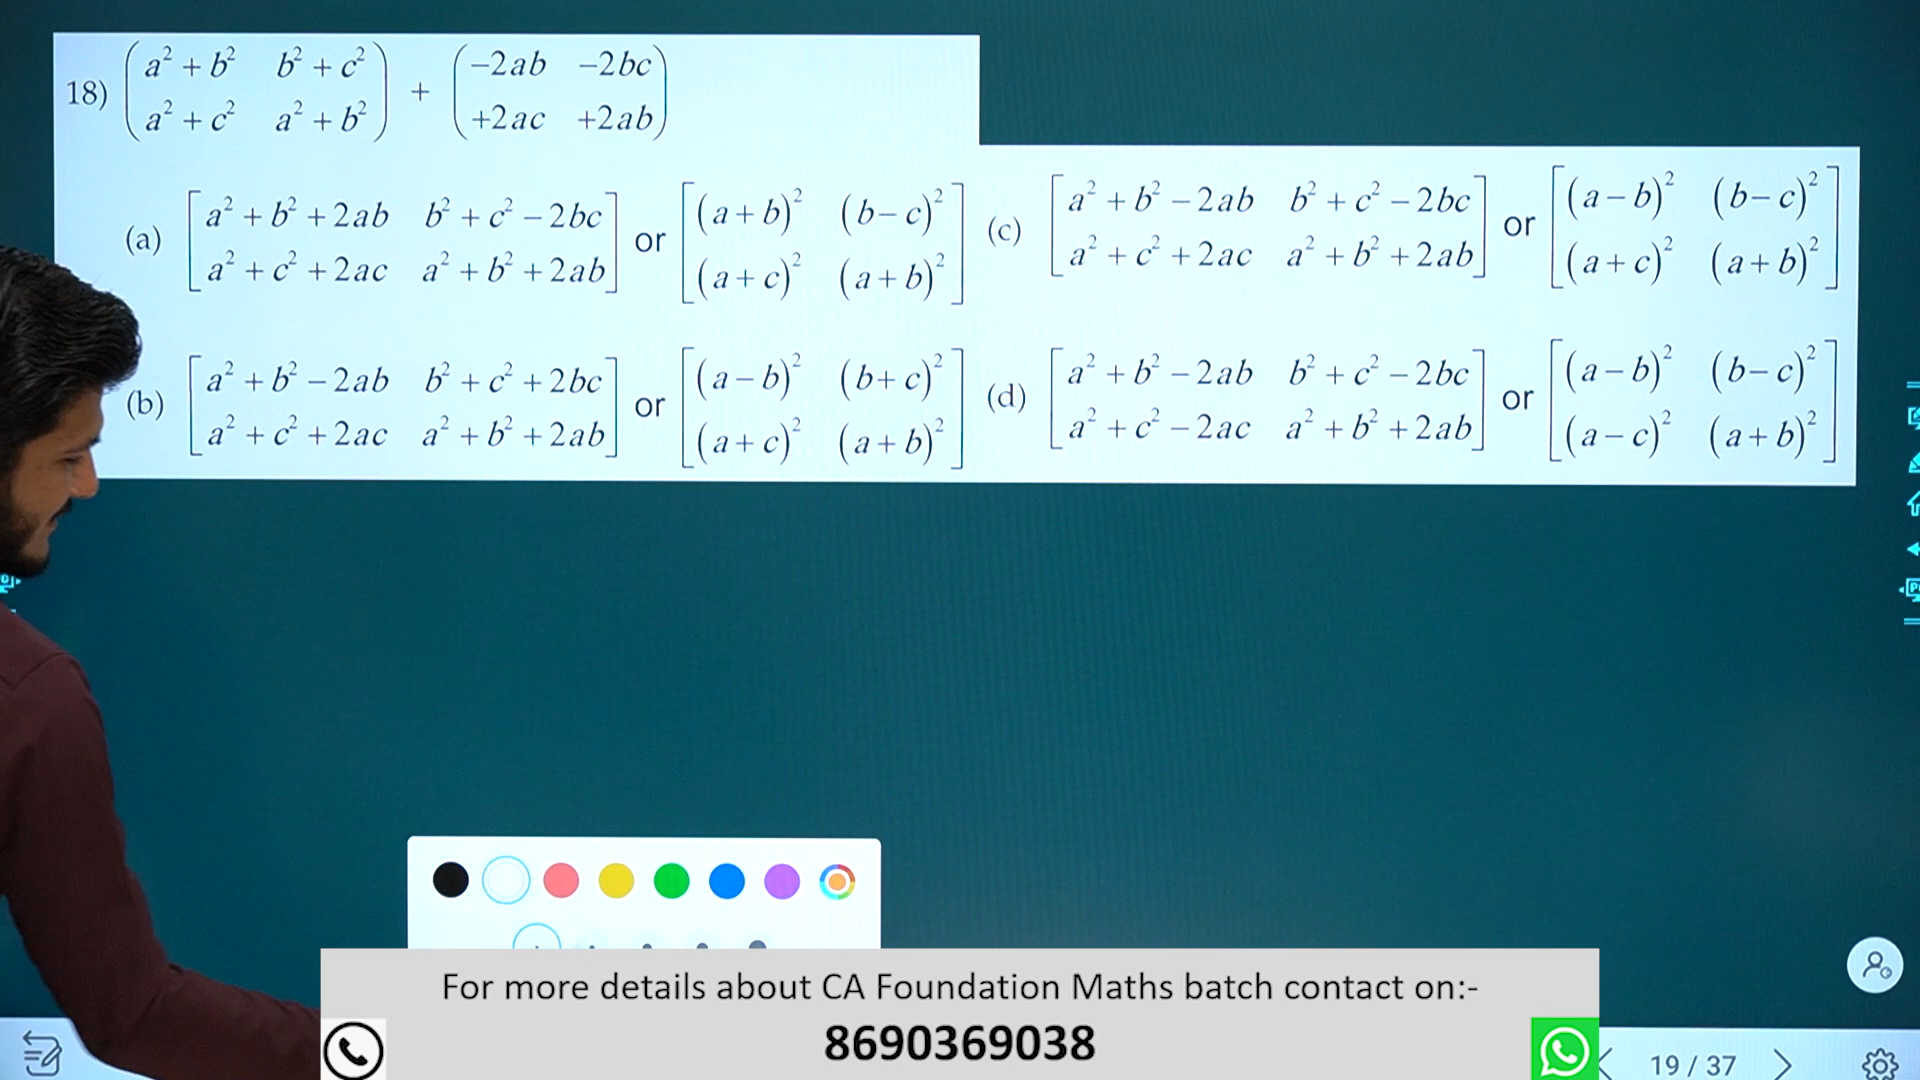 18) (a² + b² b² + c² a² + c² a² + b²) + (−2ab −2bc +2ac +2ab)
(a) [a² + b² + 2ab b² + c² − 2bc a² + c² + 2ac a² + b² + 2ab] or [(a + b)² (b − c)² (a + c)² (a + b)²]
(b) [a² + b² − 2ab b² + c² + 2bc a² + c² + 2ac a² + b² + 2ab] or [(a − b)² (b + c)² (a + c)² (a + b)²]
(c) [a² + b² − 2ab b² + c² − 2bc a² + c² + 2ac a² + b² + 2ab] or [(a − b)² (b − c)² (a + c)² (a + b)²]
(d) [a² + b² − 2ab b² + c² − 2bc a² + c² − 2ac a² + b² + 2ab] or [(a − b)² (b − c)² (a − c)² (a + b)²]
For more details about CA Foundation Maths batch contact on:-
8690369038
19 / 37